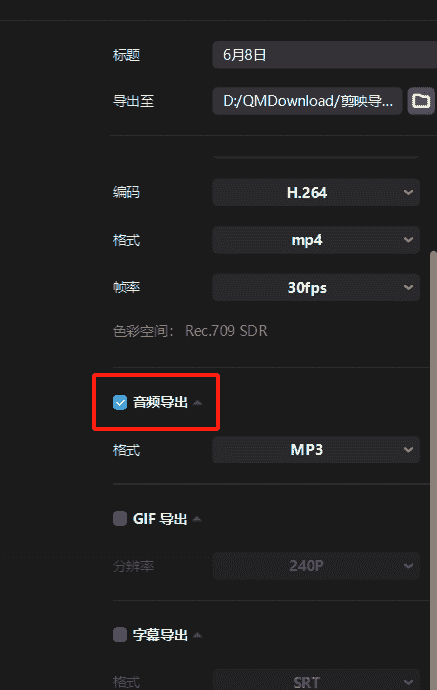 标题 6月8日
导出至 D:/QMDownload/剪映导...
编码 H.264
格式 mp4
帧率 30fps
色彩空间: Rec.709 SDR
音频导出
格式 MP3
GIF 导出
分辨率 240P
字幕导出
格式 SRT